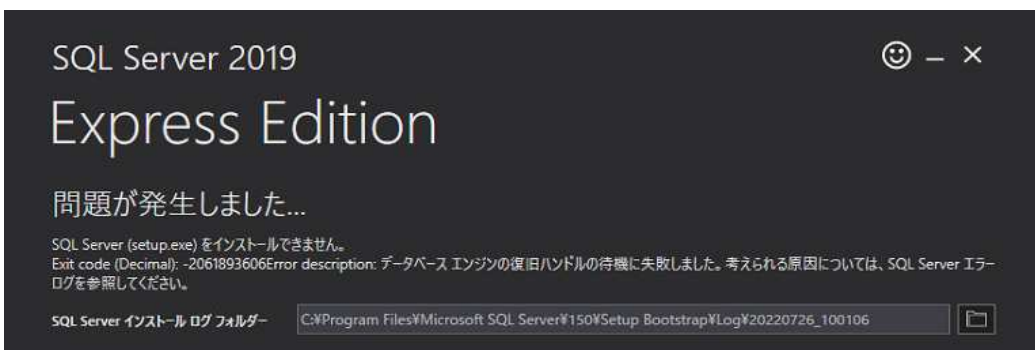 SQL Server 2019
Express Edition
問題が発生しました...
SQL Server (setup.exe) をインストールできません。
Exit code (Decimal): -2061893606Error description: データベース エンジンの復旧ハンドルの待機に失敗しました。考えられる原因については、SQL Server エラー
ログを参照してください。
SQL Server インストール ログ フォルダー
C:¥Program Files¥Microsoft SQL Server¥150¥Setup Bootstrap¥Log¥20220726_100106